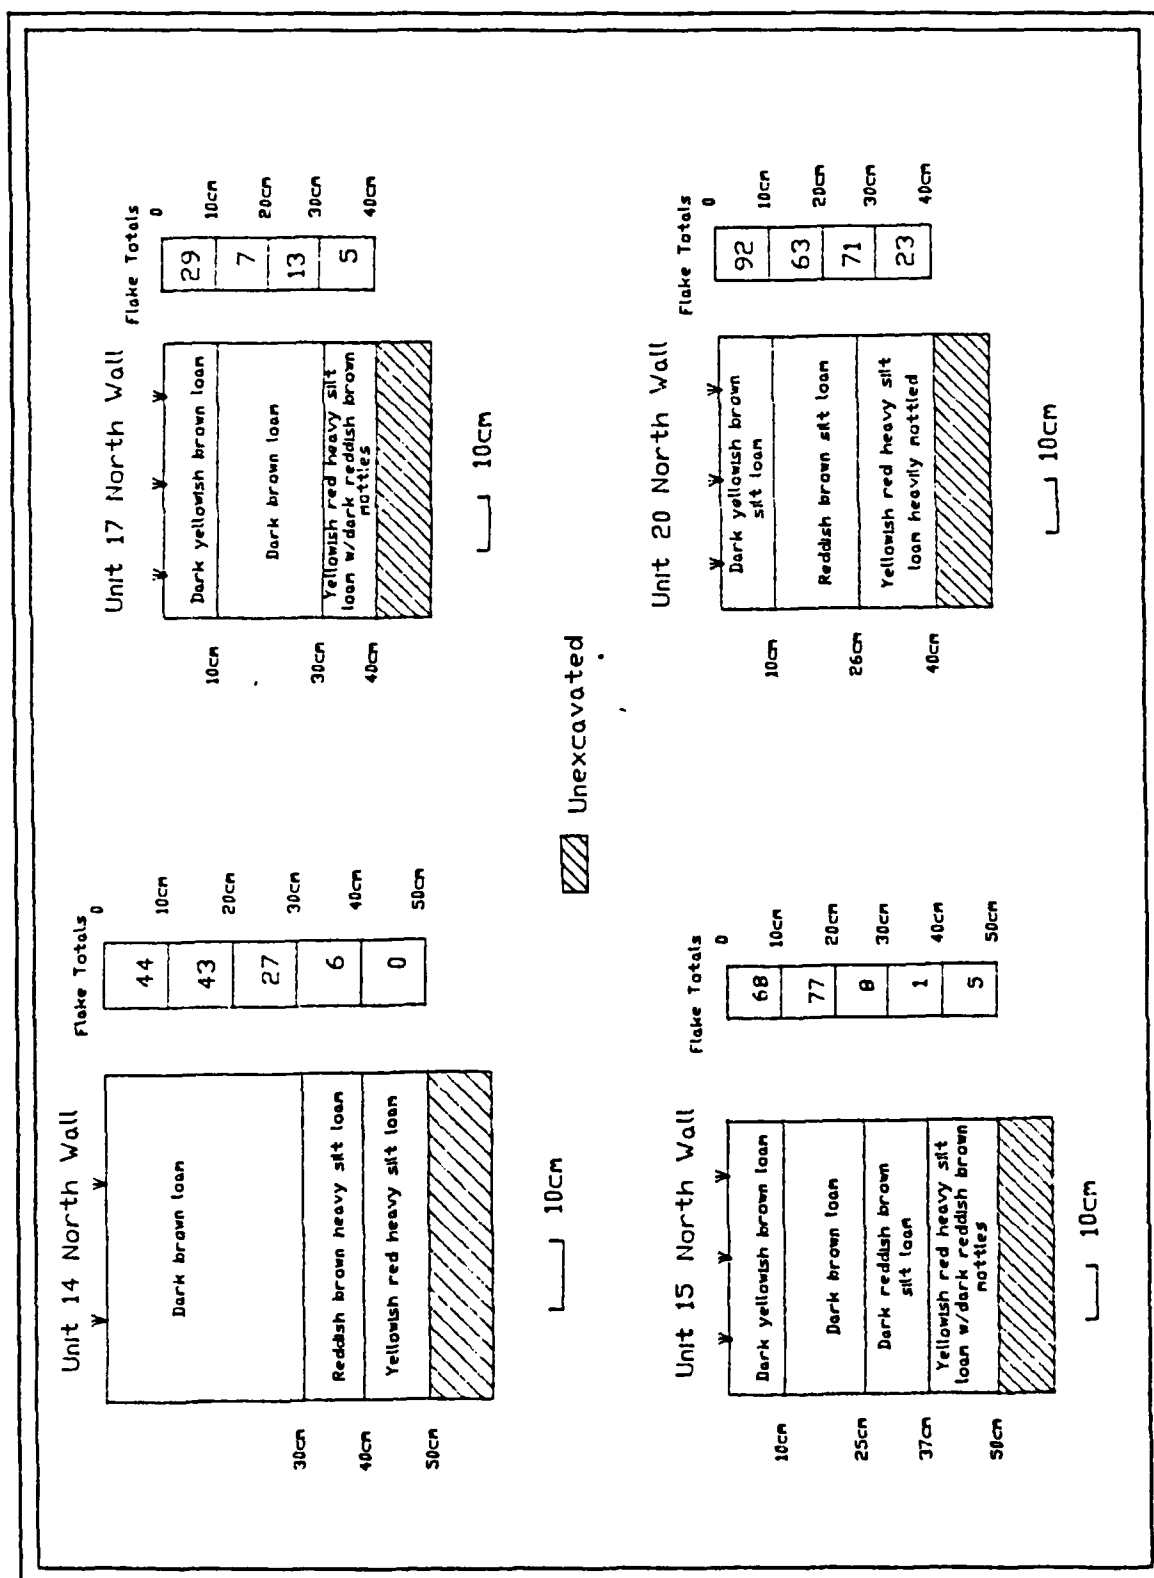 Unit 14 North Wall
Flake Totals
Dark brown loam
Reddish brown heavy silt loam
Yellowish red heavy silt loam
30cm
40cm
50cm
44
43
27
6
0
0
10cm
20cm
30cm
40cm
50cm
10cm
Unit 17 North Wall
Flake Totals
Dark yellowish brown loam
Dark brown loam
Yellowish red heavy silt
loam w/dark reddish brown
mottles
10cm
30cm
40cm
29
7
13
5
0
10cm
20cm
30cm
40cm
10cm
Unexcavated
Unit 15 North Wall
Flake Totals
Dark yellowish brown loam
Dark brown loam
Dark reddish brown
silt loam
Yellowish red heavy silt
loam w/dark reddish brown
mottles
10cm
25cm
37cm
50cm
68
77
1
5
0
10cm
20cm
30cm
40cm
50cm
10cm
Unit 20 North Wall
Flake Totals
Dark yellowish brown
silt loam
Reddish brown silt loam
Yellowish red heavy silt
loam heavily mottled
10cm
26cm
40cm
92
63
71
23
0
10cm
20cm
30cm
40cm
10cm